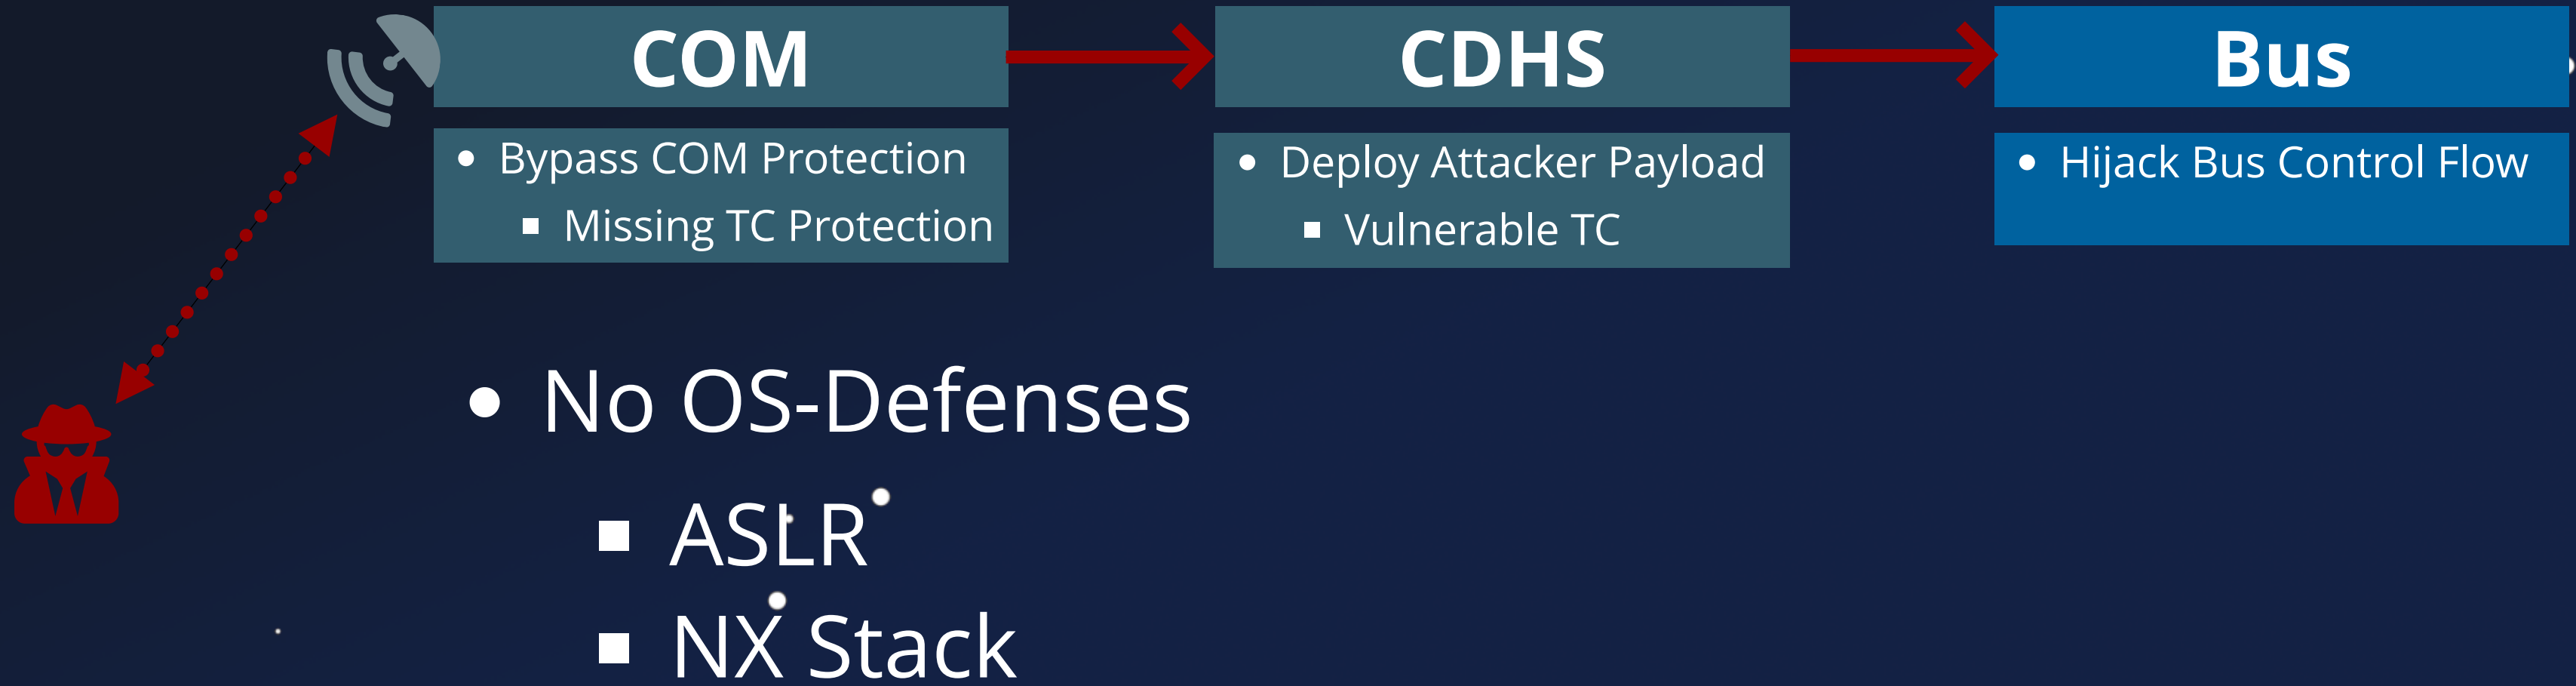 COM
Bypass COM Protection
Missing TC Protection
CDHS
Deploy Attacker Payload
Vulnerable TC
Bus
Hijack Bus Control Flow
No OS-Defenses
ASLR
NX Stack